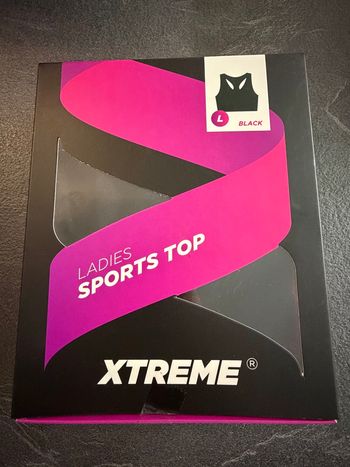 L
BLACK
LADIES
SPORTS TOP
XTREME ®